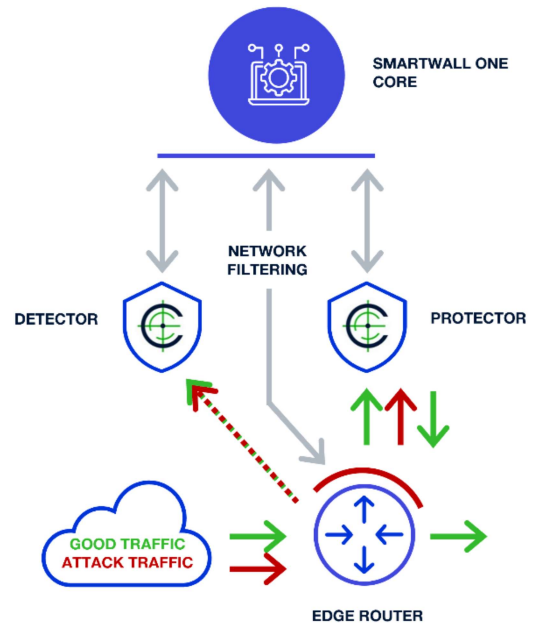 SMARTWALL ONE
CORE
NETWORK
FILTERING
DETECTOR
PROTECTOR
GOOD TRAFFIC
ATTACK TRAFFIC
EDGE ROUTER